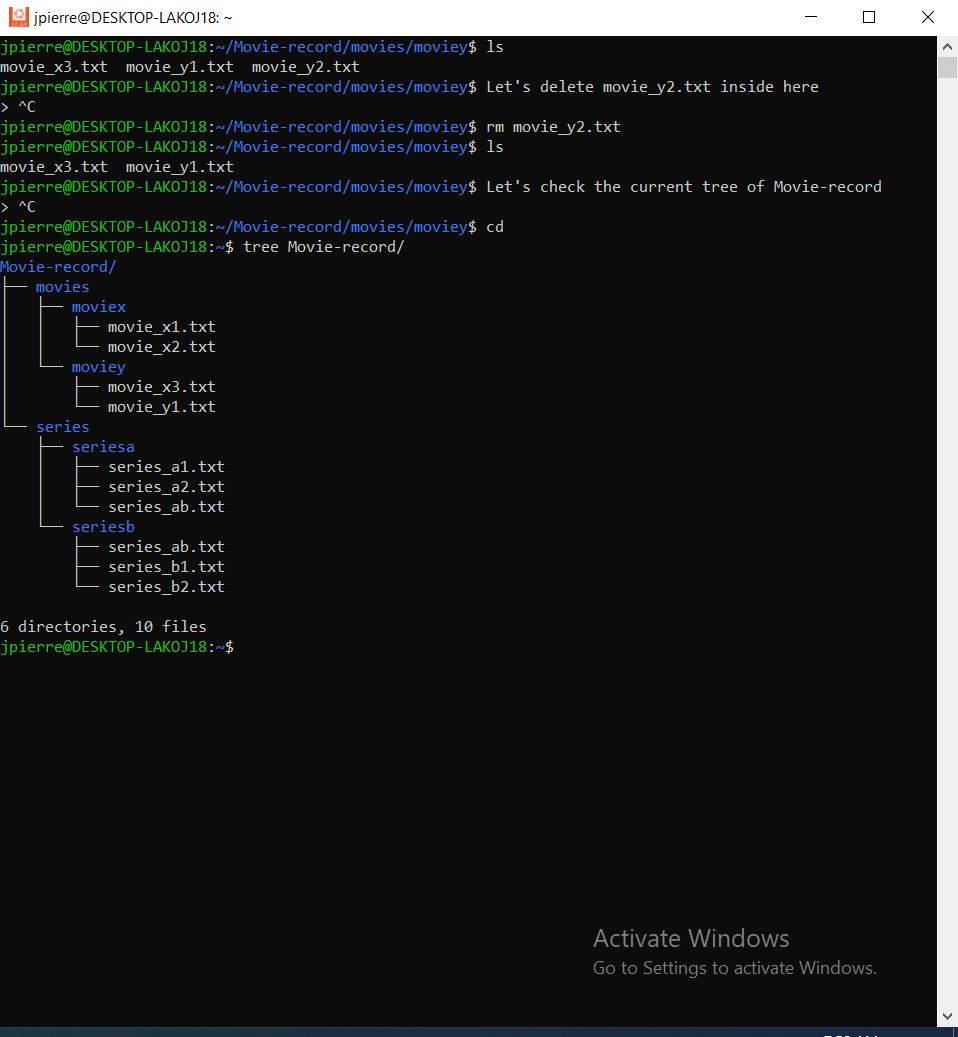 jpierre@DESKTOP-LAKOJ18: ~
jpierre@DESKTOP-LAKOJ18:~/Movie-record/movies/moviey$ ls
movie_x3.txt  movie_y1.txt  movie_y2.txt
jpierre@DESKTOP-LAKOJ18:~/Movie-record/movies/moviey$ Let's delete movie_y2.txt inside here
> ^C
jpierre@DESKTOP-LAKOJ18:~/Movie-record/movies/moviey$ rm movie_y2.txt
jpierre@DESKTOP-LAKOJ18:~/Movie-record/movies/moviey$ ls
movie_x3.txt  movie_y1.txt
jpierre@DESKTOP-LAKOJ18:~/Movie-record/movies/moviey$ Let's check the current tree of Movie-record
> ^C
jpierre@DESKTOP-LAKOJ18:~/Movie-record/movies/moviey$ cd
jpierre@DESKTOP-LAKOJ18:~$ tree Movie-record/
Movie-record/
├── movies
│   ├── moviex
│   │   ├── movie_x1.txt
│   │   └── movie_x2.txt
│   └── moviey
│       ├── movie_x3.txt
│       └── movie_y1.txt
└── series
    ├── seriesa
    │   ├── series_a1.txt
    │   ├── series_a2.txt
    │   └── series_ab.txt
    └── seriesb
        ├── series_ab.txt
        ├── series_b1.txt
        └── series_b2.txt

6 directories, 10 files
jpierre@DESKTOP-LAKOJ18:~$
Activate Windows
Go to Settings to activate Windows.